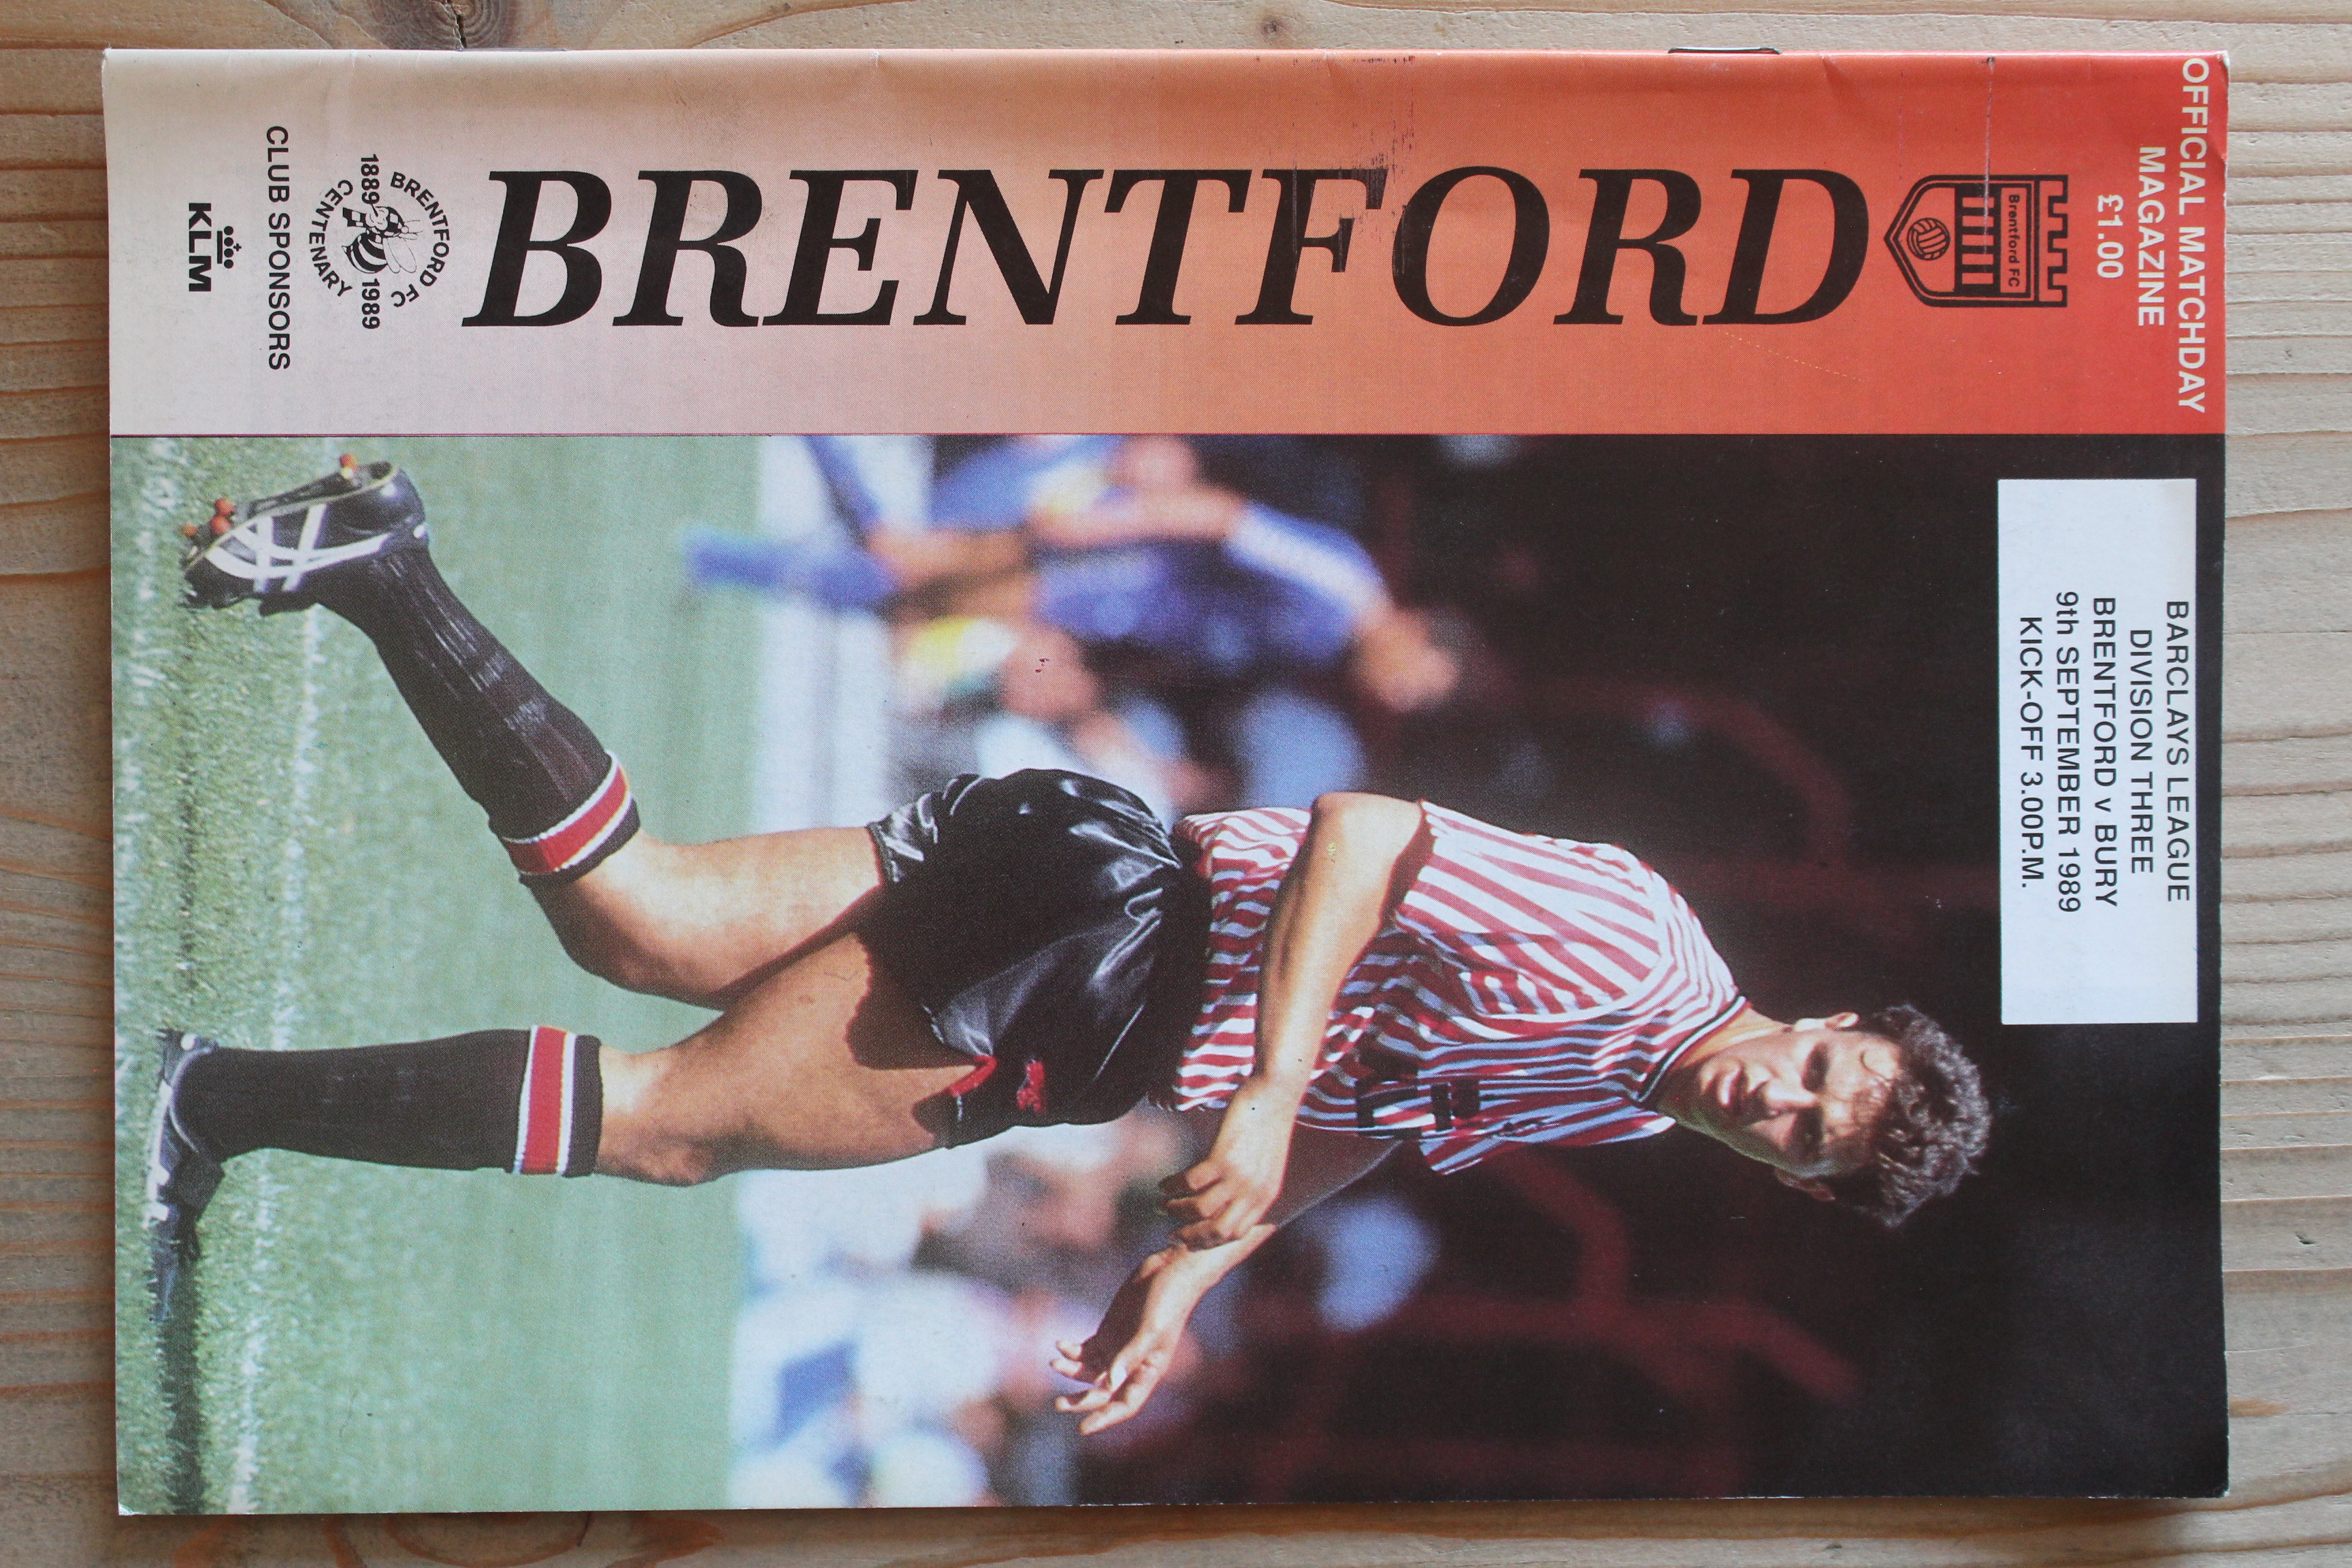 OFFICIAL MATCHDAY
MAGAZINE
£1.00
Brentford FC
BRENTFORD
BRENTFORD FC
1889 1989
CENTENARY
CLUB SPONSORS
KLM
BARCLAYS LEAGUE
DIVISION THREE
BRENTFORD v BURY
9th SEPTEMBER 1989
KICK-OFF 3.00P.M.